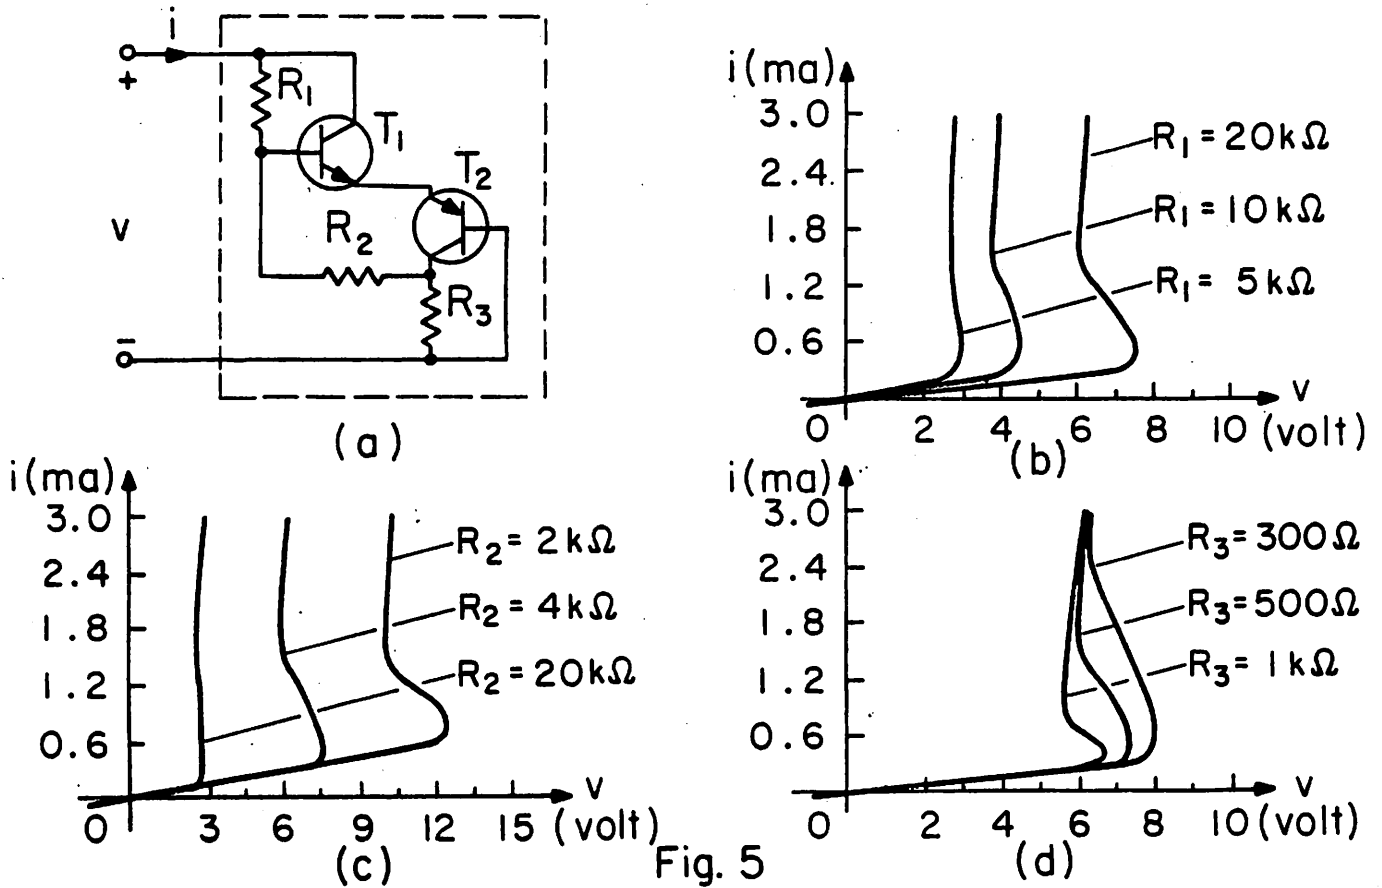 i
+
R1
T1
T2
v
R2
R3
−
(a)
i(ma)
3.0
2.4
1.8
1.2
0.6
0
2
4
6
8
10
v
(volt)
R1 = 20kΩ
R1 = 10kΩ
R1 = 5kΩ
(b)
i(ma)
3.0
2.4
1.8
1.2
0.6
0
3
6
9
12
15
v
(volt)
R2 = 2kΩ
R2 = 4kΩ
R2 = 20kΩ
(c)
i(ma)
3.0
2.4
1.8
1.2
0.6
0
2
4
6
8
10
v
(volt)
R3 = 300Ω
R3 = 500Ω
R3 = 1kΩ
(d)
Fig. 5